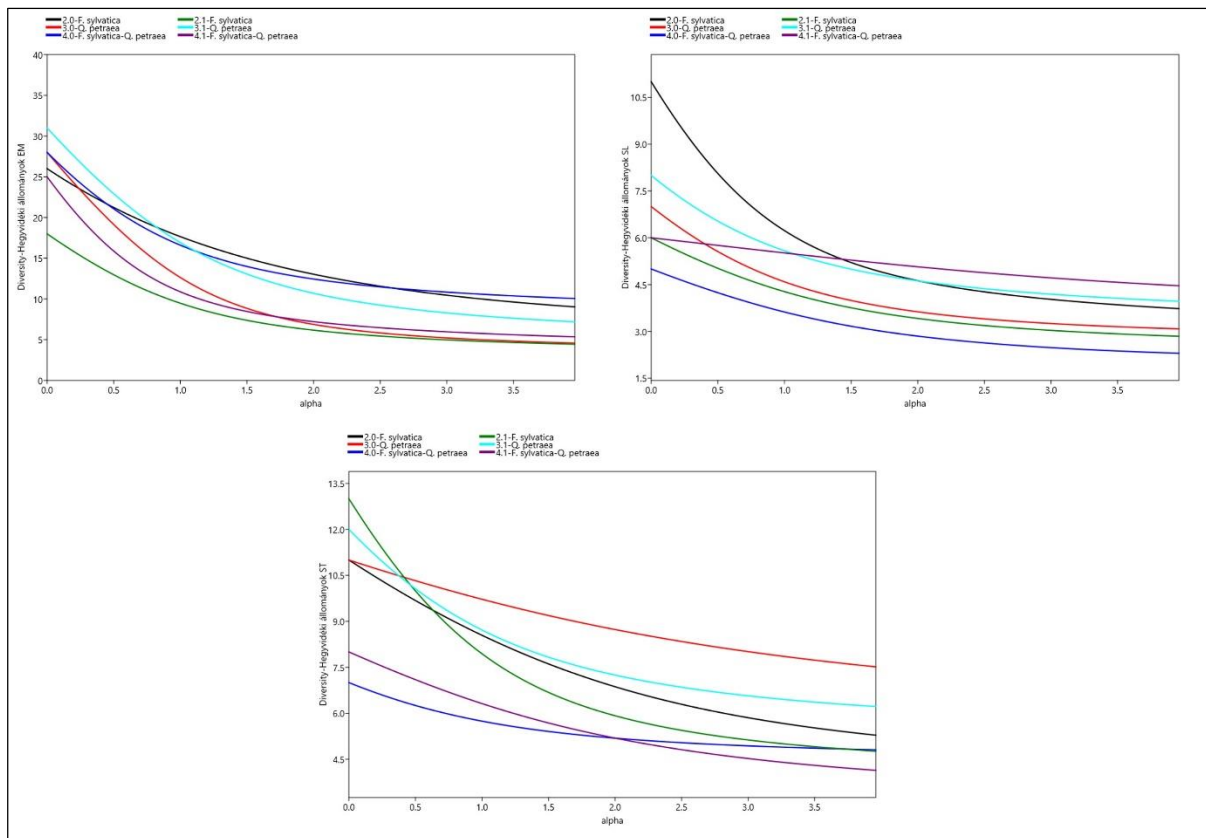 2.0-F. sylvatica 2.1-F. sylvatica
3.0-Q. petraea 3.1-Q. petraea
4.0-F. sylvatica-Q. petraea 4.1-F. sylvatica-Q. petraea
Diversity-Hegyvidéki állományok EM
40
35
30
25
20
15
10
5
0
0.0 0.5 1.0 1.5 2.0 2.5 3.0 3.5
alpha
2.0-F. sylvatica 2.1-F. sylvatica
3.0-Q. petraea 3.1-Q. petraea
4.0-F. sylvatica-Q. petraea 4.1-F. sylvatica-Q. petraea
Diversity-Hegyvidéki állományok SL
10.5
9.0
7.5
6.0
4.5
3.0
1.5
0.0 0.5 1.0 1.5 2.0 2.5 3.0 3.5
alpha
2.0-F. sylvatica 2.1-F. sylvatica
3.0-Q. petraea 3.1-Q. petraea
4.0-F. sylvatica-Q. petraea 4.1-F. sylvatica-Q. petraea
Diversity-Hegyvidéki állományok ST
13.5
12.0
10.5
9.0
7.5
6.0
4.5
0.0 0.5 1.0 1.5 2.0 2.5 3.0 3.5
alpha